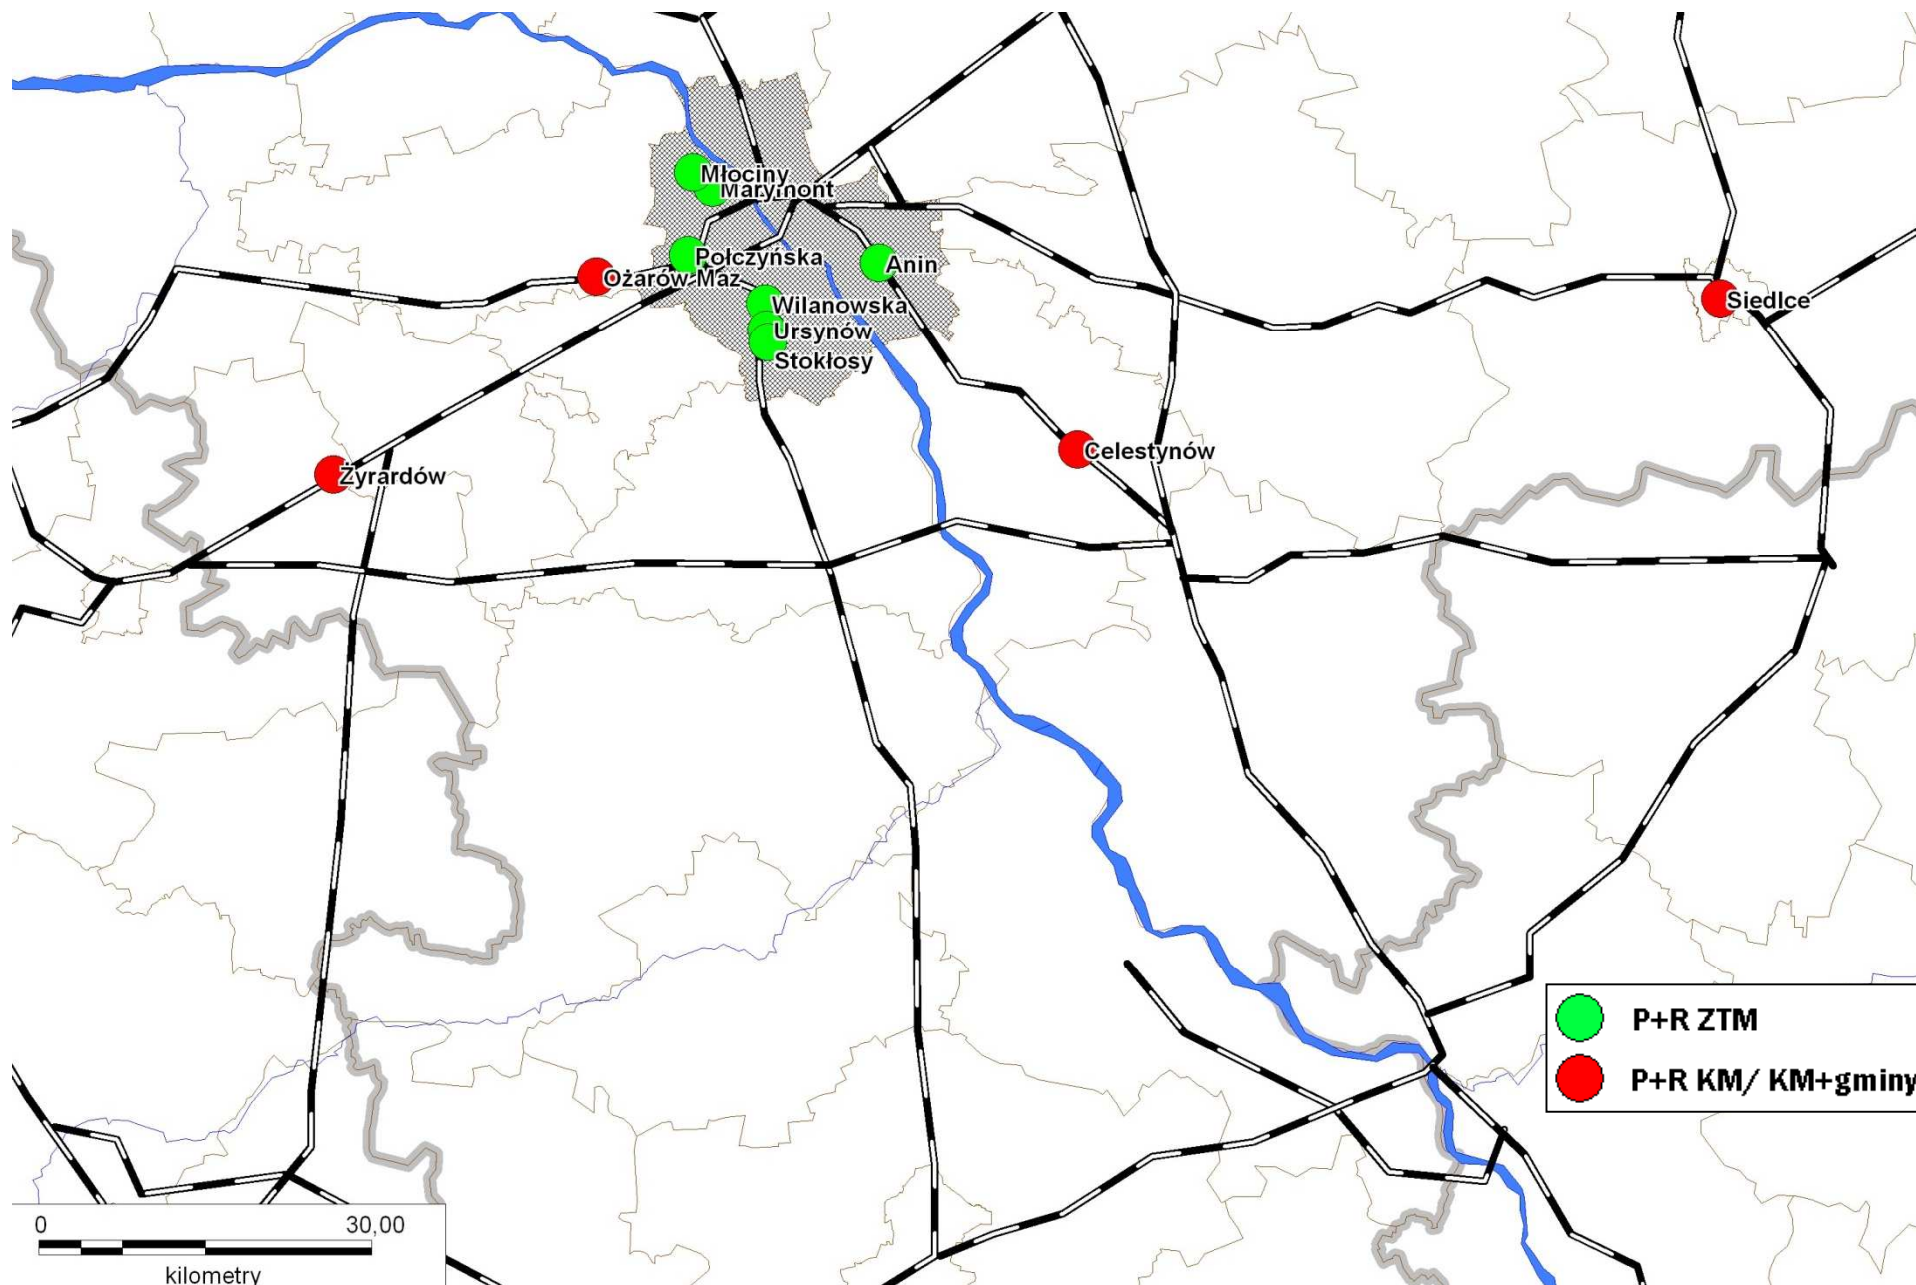 Młociny
Marymont
Połczyńska
Anin
Ożarów Maz
Wilanowska
Siedlce
Ursynów
Stokłosy
Celestynów
Żyrardów
P+R ZTM
P+R KM/ KM+gminy
0 30,00
kilometry